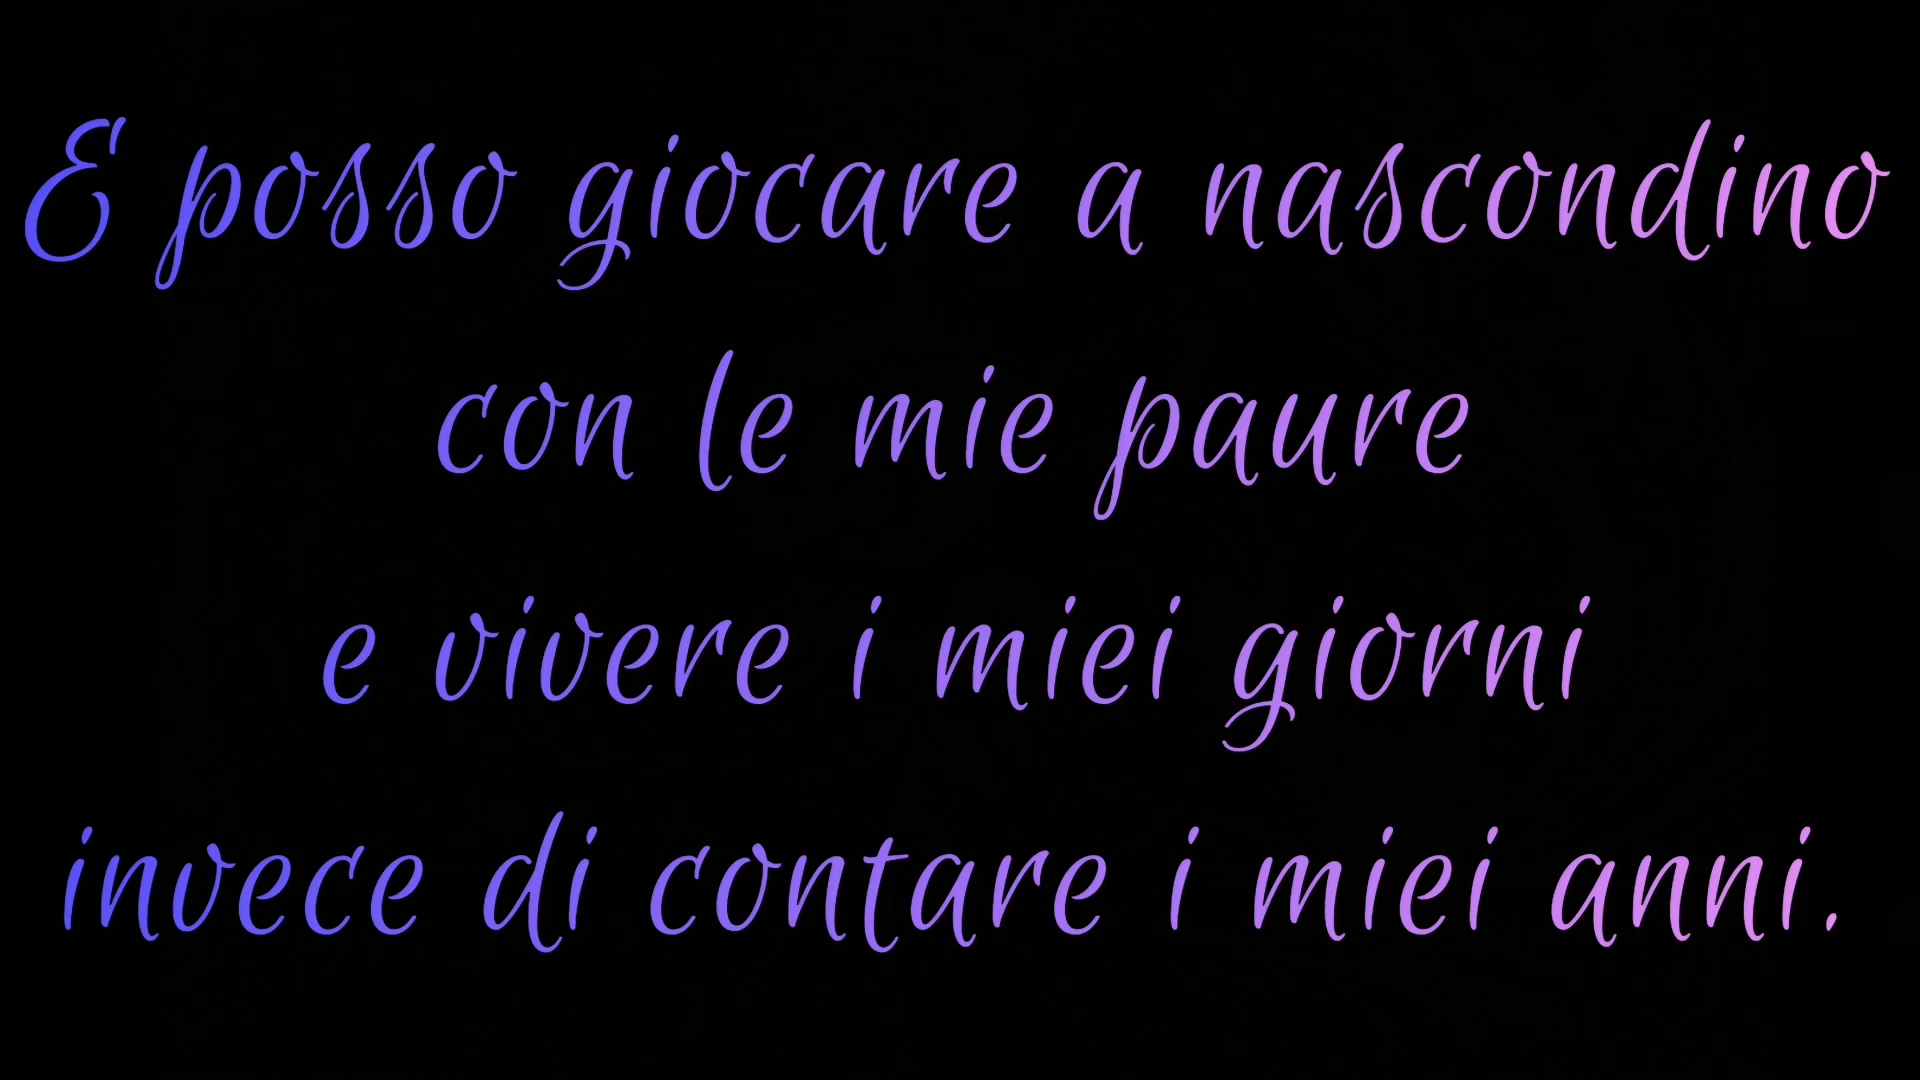 E posso giocare a nascondino
con le mie paure
e vivere i miei giorni
invece di contare i miei anni.